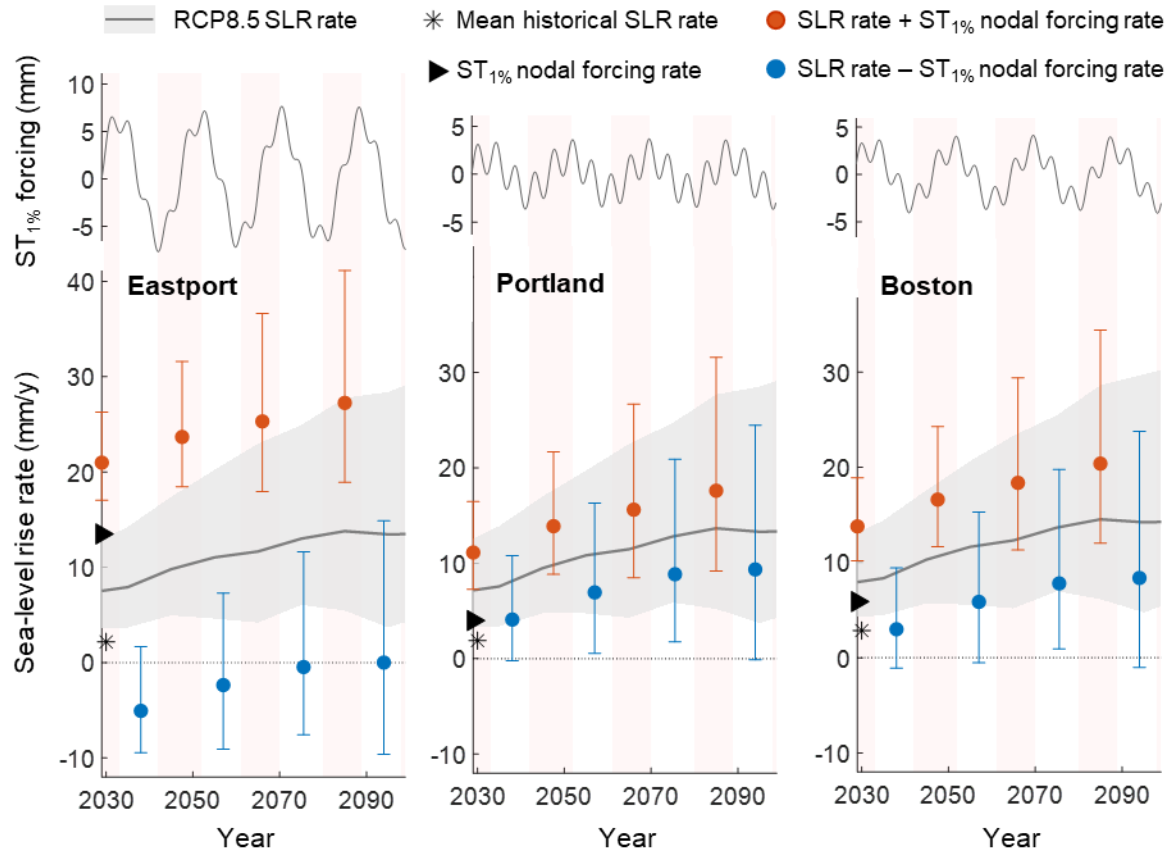 RCP8.5 SLR rate
Mean historical SLR rate
SLR rate + ST1% nodal forcing rate
ST1% nodal forcing rate
SLR rate – ST1% nodal forcing rate
ST1% forcing (mm)
10
5
0
-5
5
0
-5
5
0
-5
Sea-level rise rate (mm/y)
Eastport
40
30
20
10
0
-10
2030 2050 2070 2090
Year
Portland
30
20
10
0
-10
2030 2050 2070 2090
Year
Boston
30
20
10
0
-10
2030 2050 2070 2090
Year